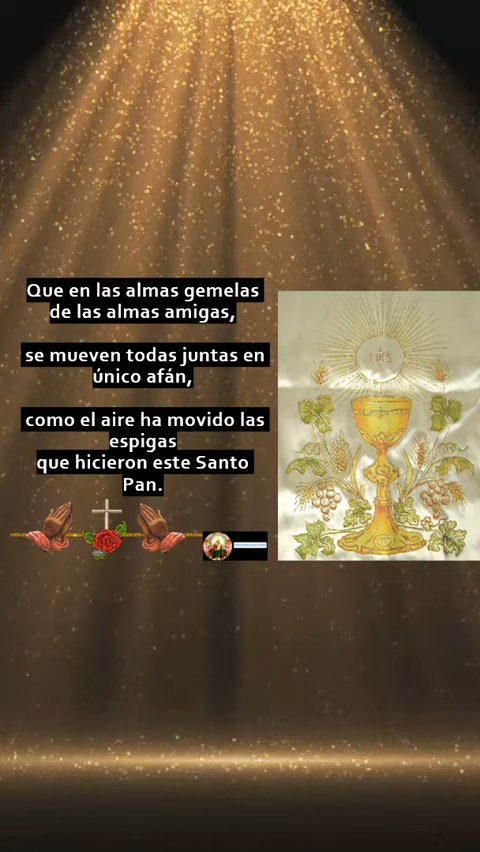 Que en las almas gemelas
de las almas amigas,
se mueven todas juntas en
único afán,
como el aire ha movido las
espigas
que hicieron este Santo
Pan.
IHS